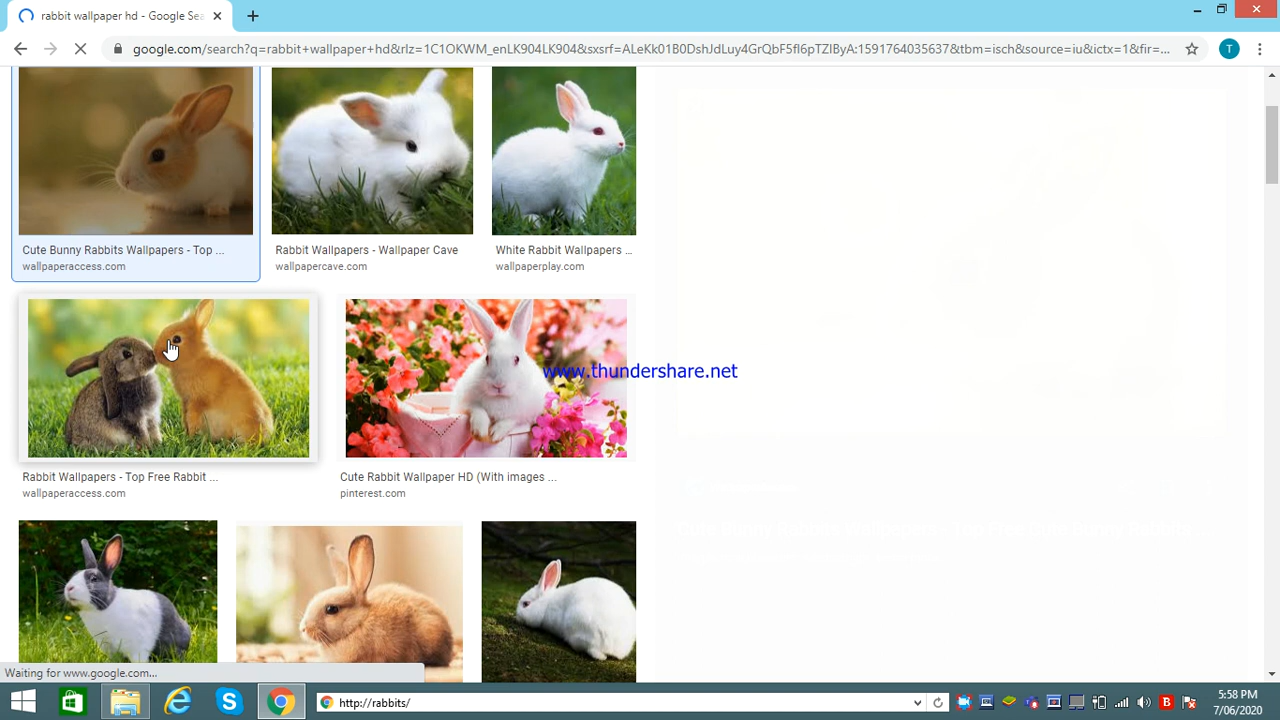 rabbit wallpaper hd - Google Sea
google.com/search?q=rabbit+wallpaper+hd&rlz=1C1OKWM_enLK904LK904&sxsrf=ALeKk01B0DshJdLuy4GrQbF5fl6pTZIByA:1591764035637&tbm=isch&source=iu&ictx=1&fir=...
T
Cute Bunny Rabbits Wallpapers - Top ...
wallpaperaccess.com
Rabbit Wallpapers - Wallpaper Cave
wallpapercave.com
White Rabbit Wallpapers ...
wallpaperplay.com
www.thundershare.net
Rabbit Wallpapers - Top Free Rabbit ...
wallpaperaccess.com
Cute Rabbit Wallpaper HD (With images ...
pinterest.com
Waiting for www.google.com...
http://rabbits/
5:58 PM
7/06/2020